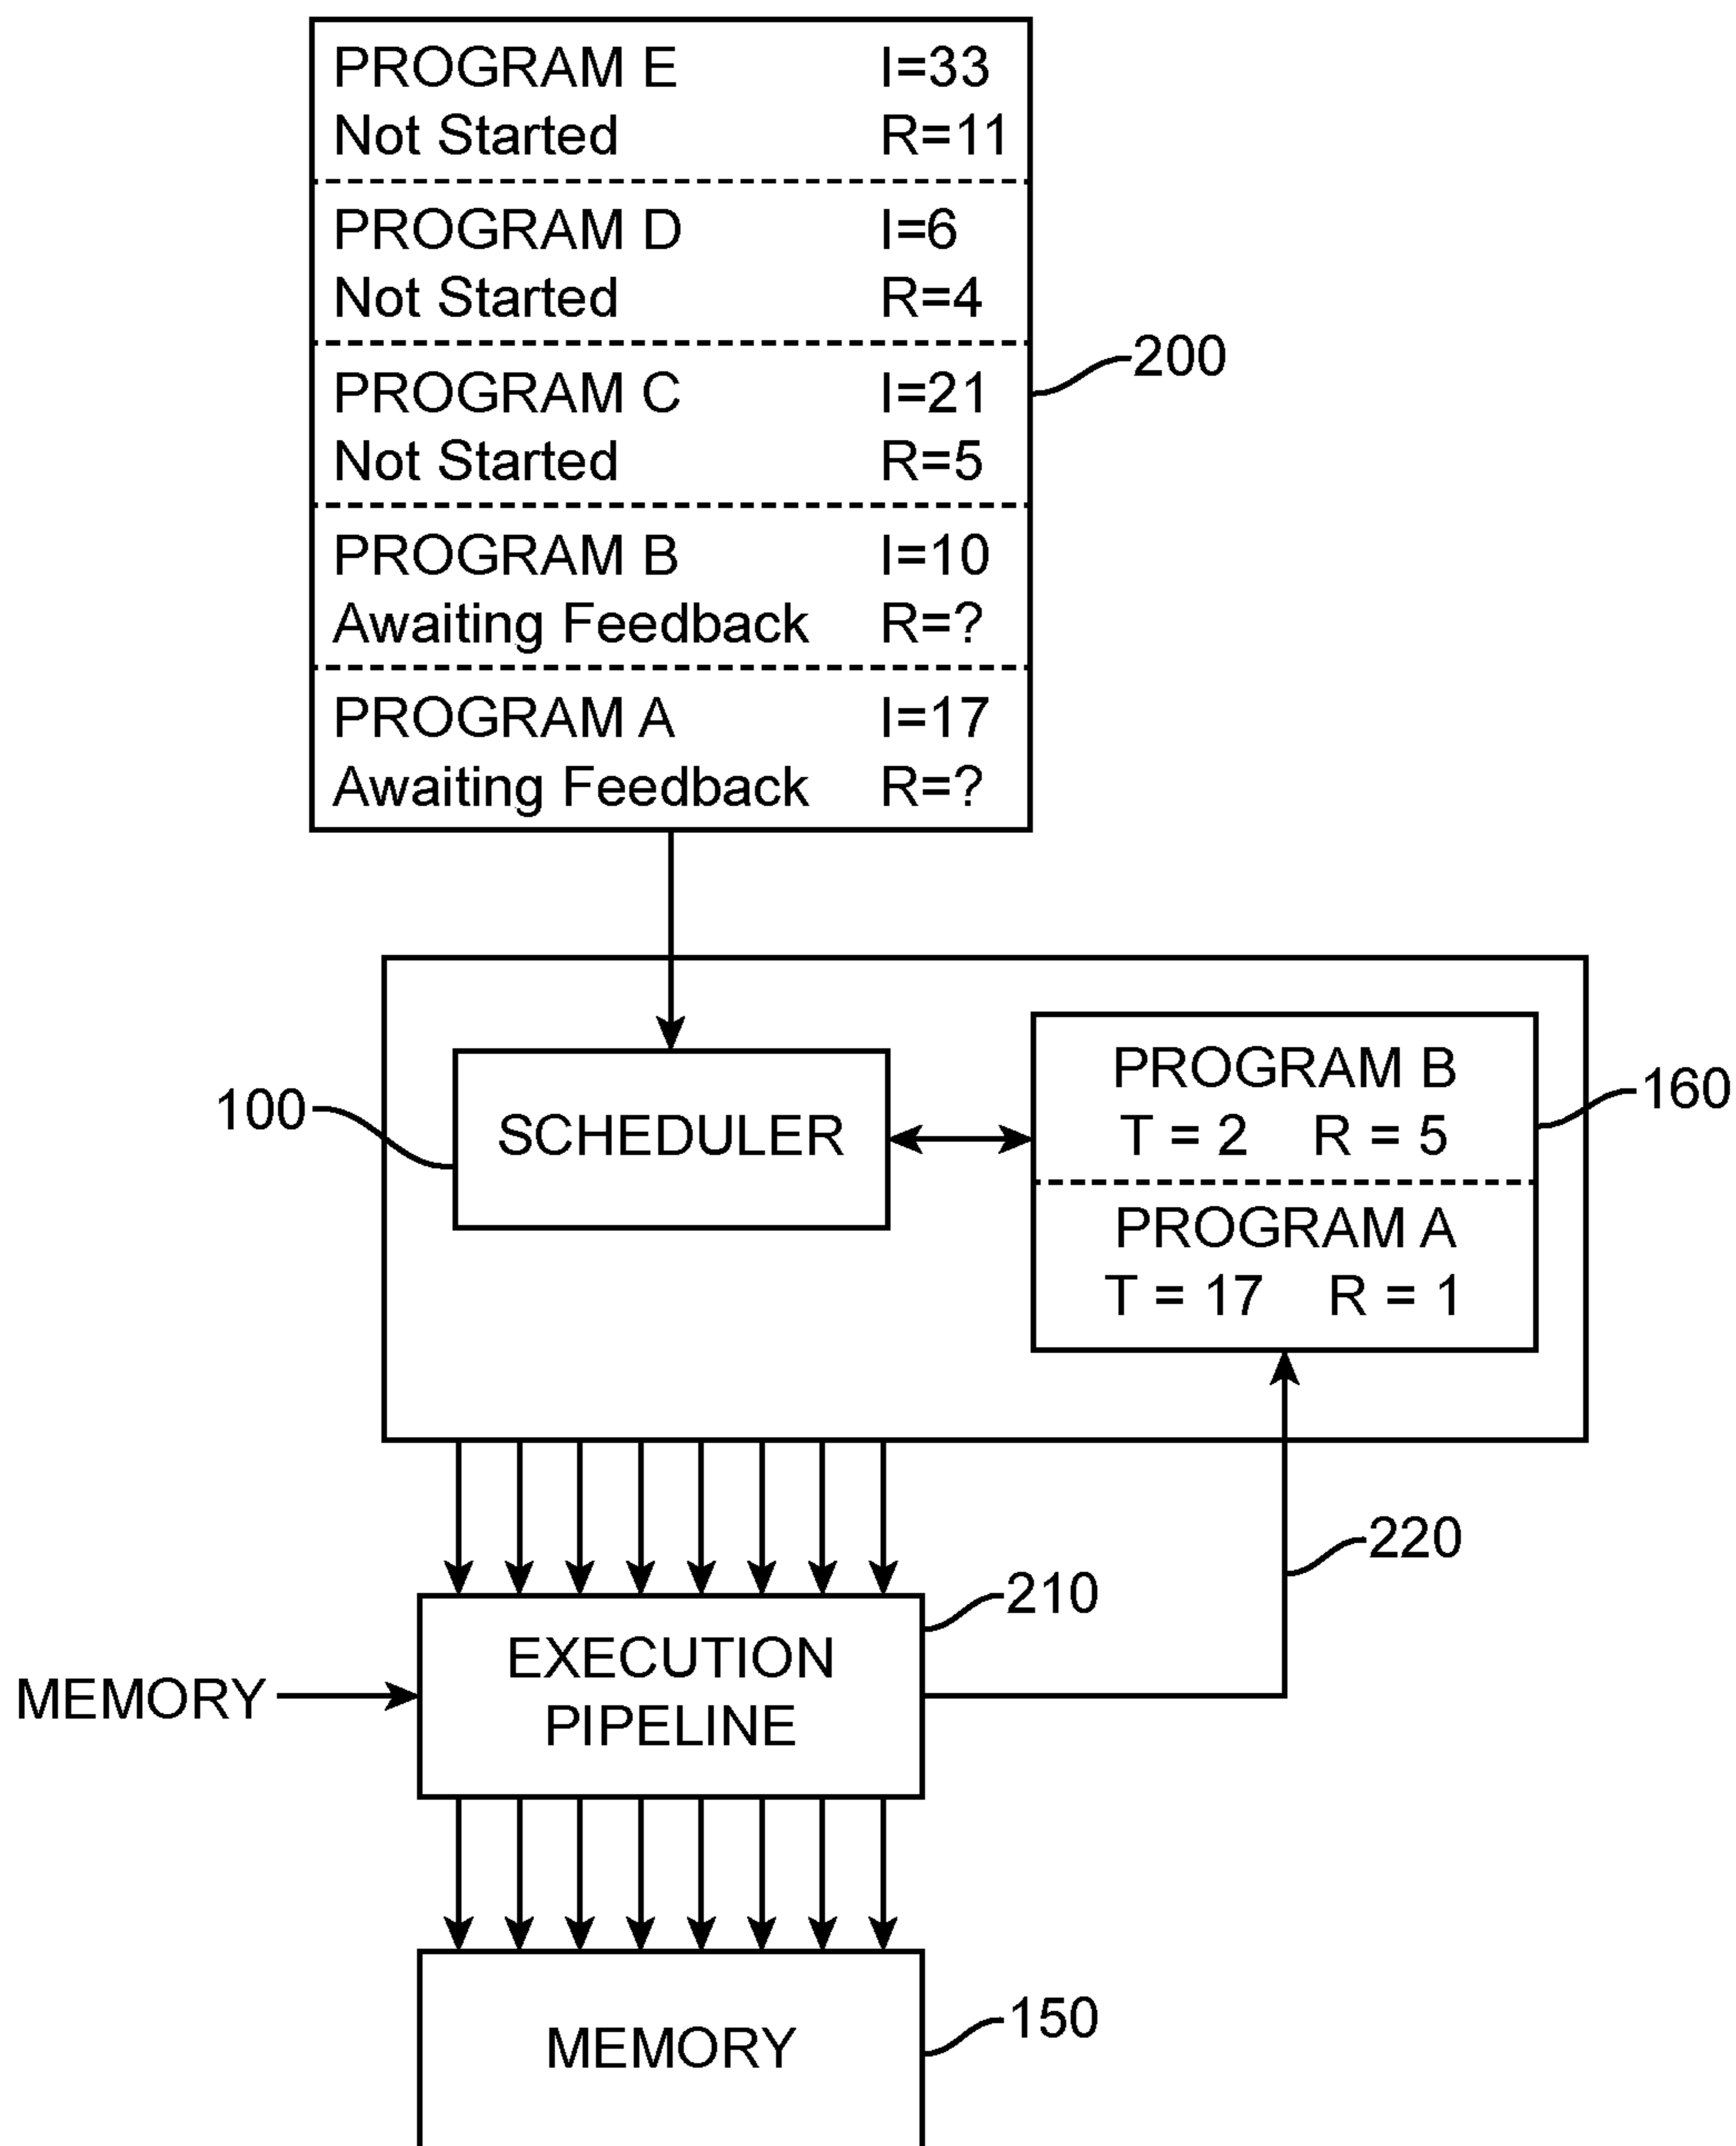 PROGRAM E I=33
Not Started R=11
PROGRAM D I=6
Not Started R=4
200
PROGRAM C I=21
Not Started R=5
PROGRAM B I=10
Awaiting Feedback R=?
PROGRAM A I=17
Awaiting Feedback R=?
100
SCHEDULER
PROGRAM B
T = 2 R = 5
160
PROGRAM A
T = 17 R = 1
220
210
EXECUTION
PIPELINE
MEMORY
MEMORY
150